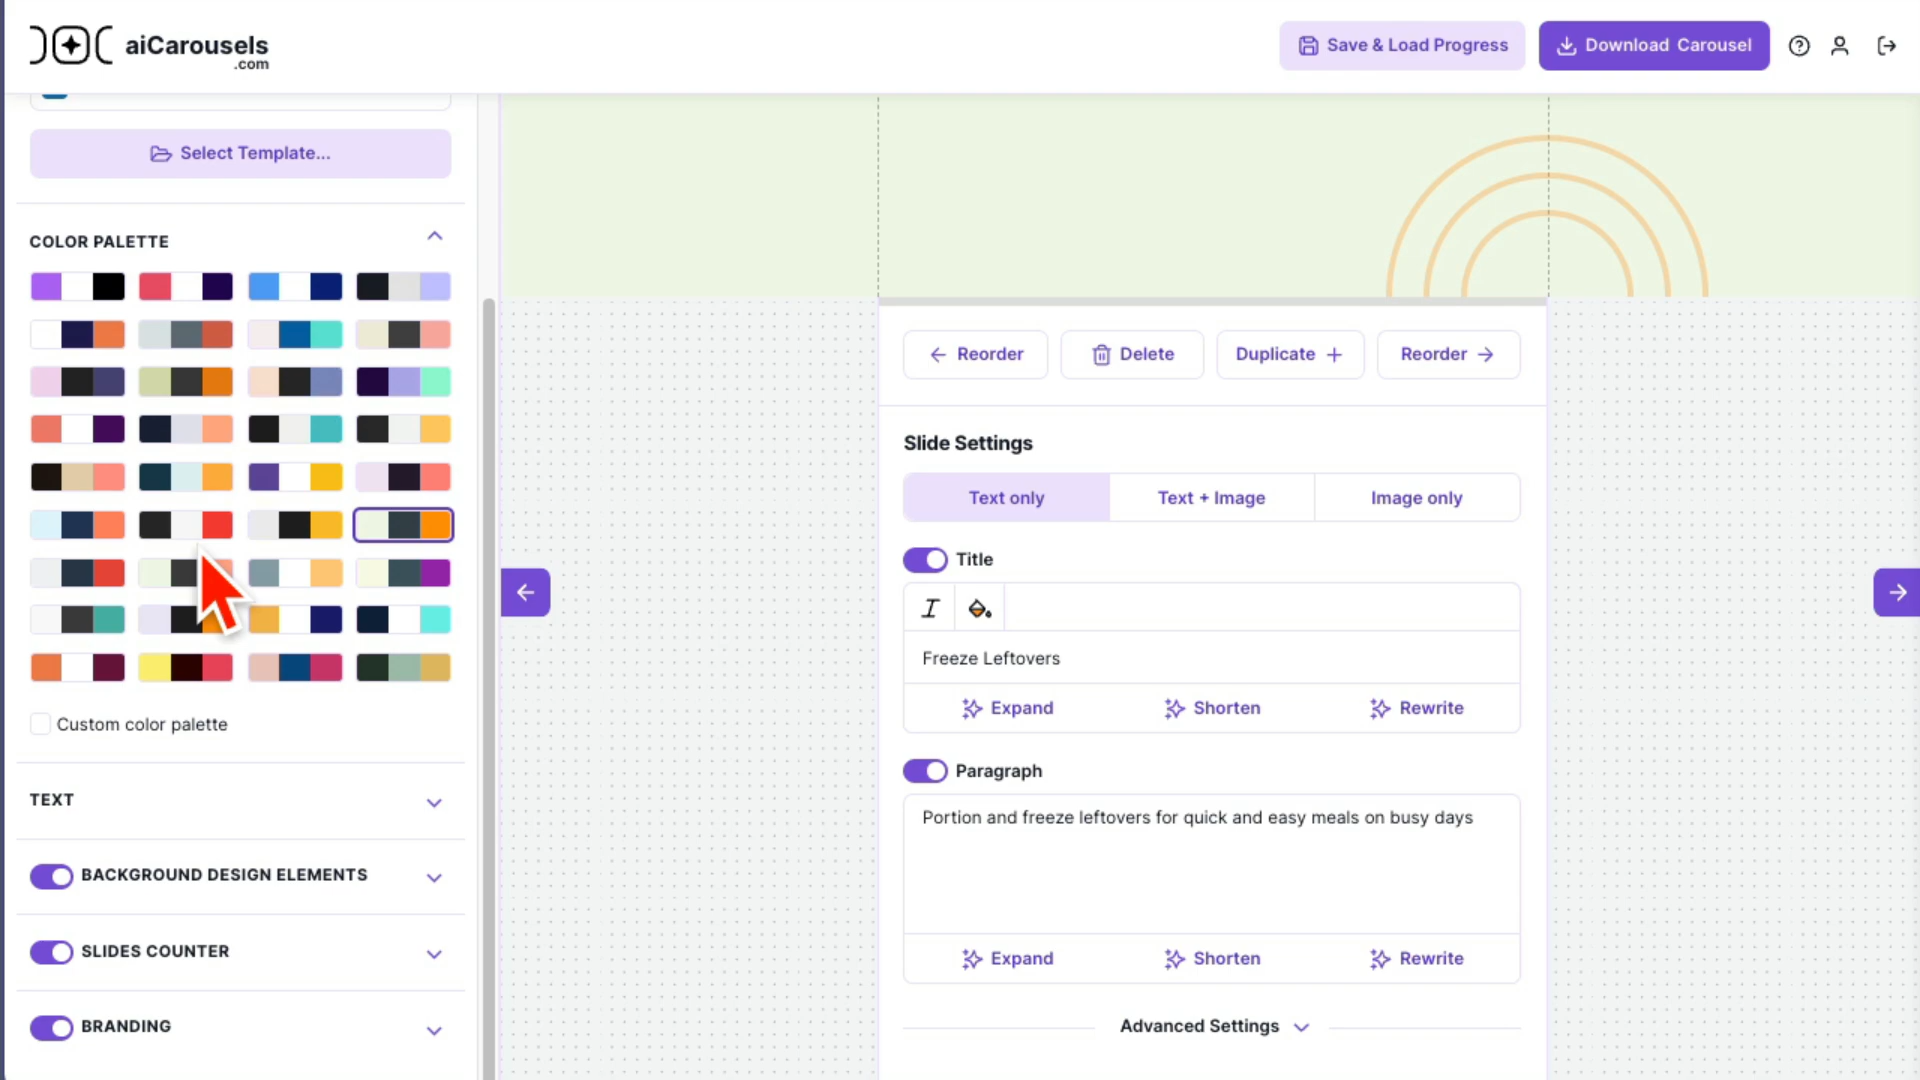 aiCarousels
.com
Save & Load Progress
Download Carousel
Select Template...
COLOR PALETTE
Custom color palette
TEXT
BACKGROUND DESIGN ELEMENTS
SLIDES COUNTER
BRANDING
Reorder
Delete
Duplicate
Reorder
Slide Settings
Text only
Text + Image
Image only
Title
Freeze Leftovers
Expand
Shorten
Rewrite
Paragraph
Portion and freeze leftovers for quick and easy meals on busy days
Expand
Shorten
Rewrite
Advanced Settings